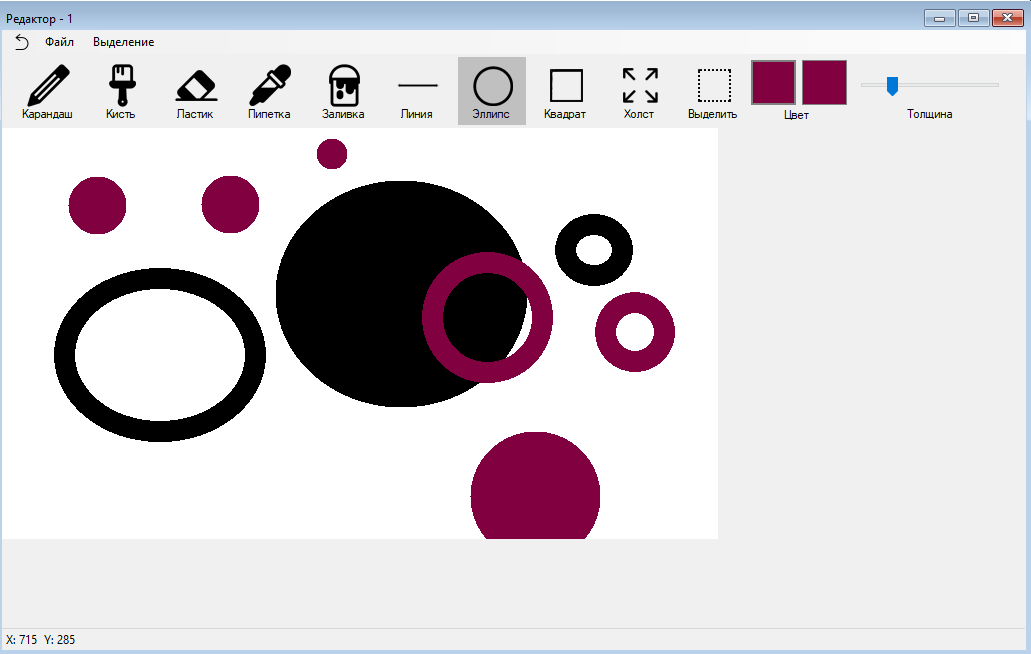 Редактор - 1
Файл Выделение
Карандаш Кисть Ластик Пипетка Заливка Линия Эллипс Квадрат Холст Выделить Цвет Толщина
X: 715 Y: 285